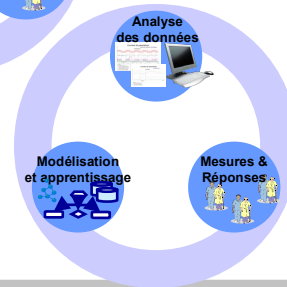 Analyse
des données
Modélisation
et apprentissage
Mesures &
Réponses